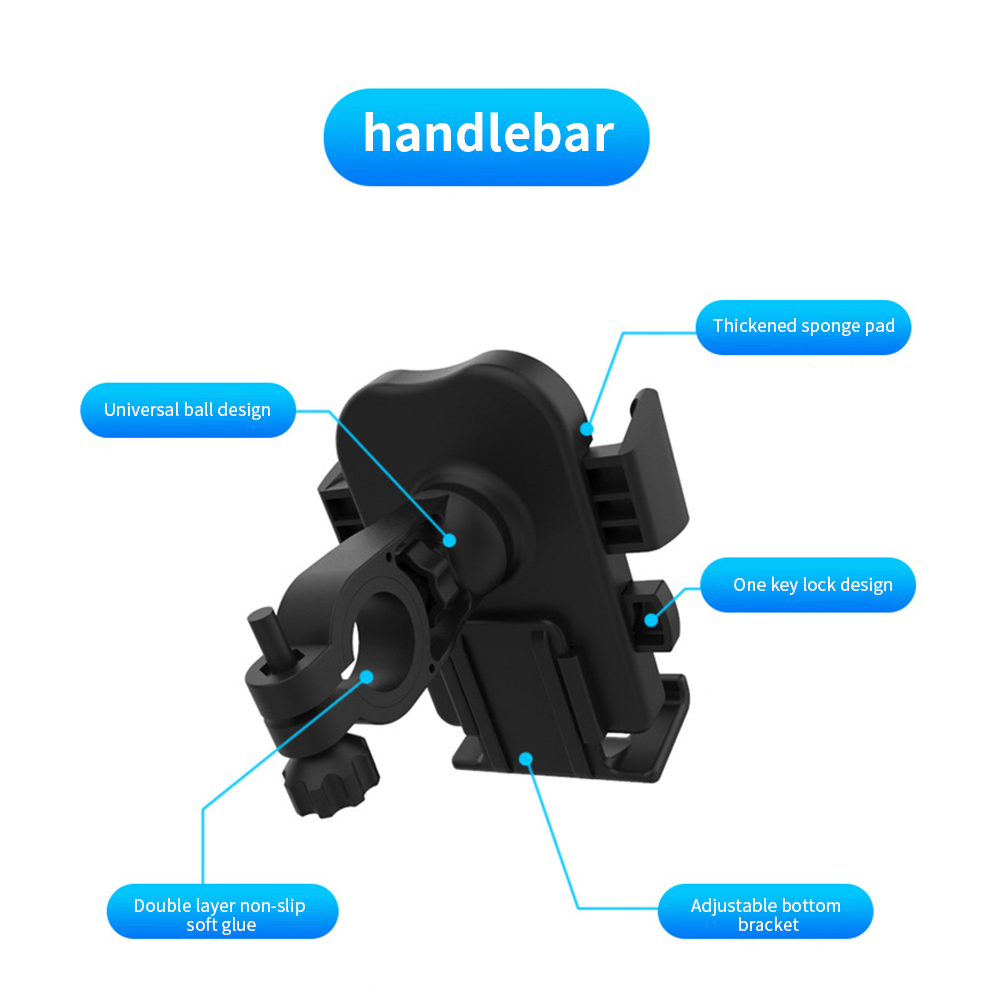 handlebar
Thickened sponge pad
Universal ball design
One key lock design
Double layer non-slip
soft glue
Adjustable bottom
bracket